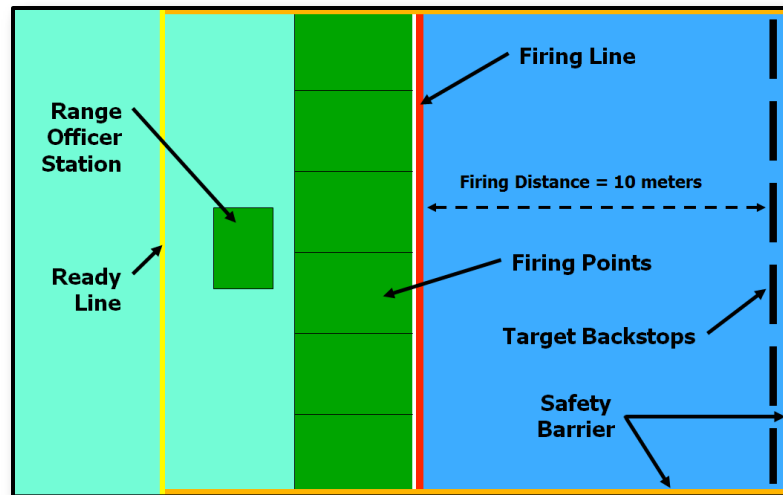 Firing Line
Range
Officer
Station
Firing Distance = 10 meters
Ready
Line
Firing Points
Target Backstops
Safety
Barrier